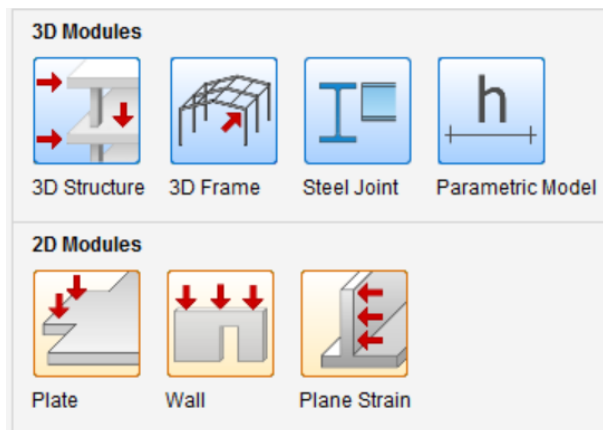 3D Modules
h
3D Structure 3D Frame Steel Joint Parametric Model
2D Modules
Plate Wall Plane Strain